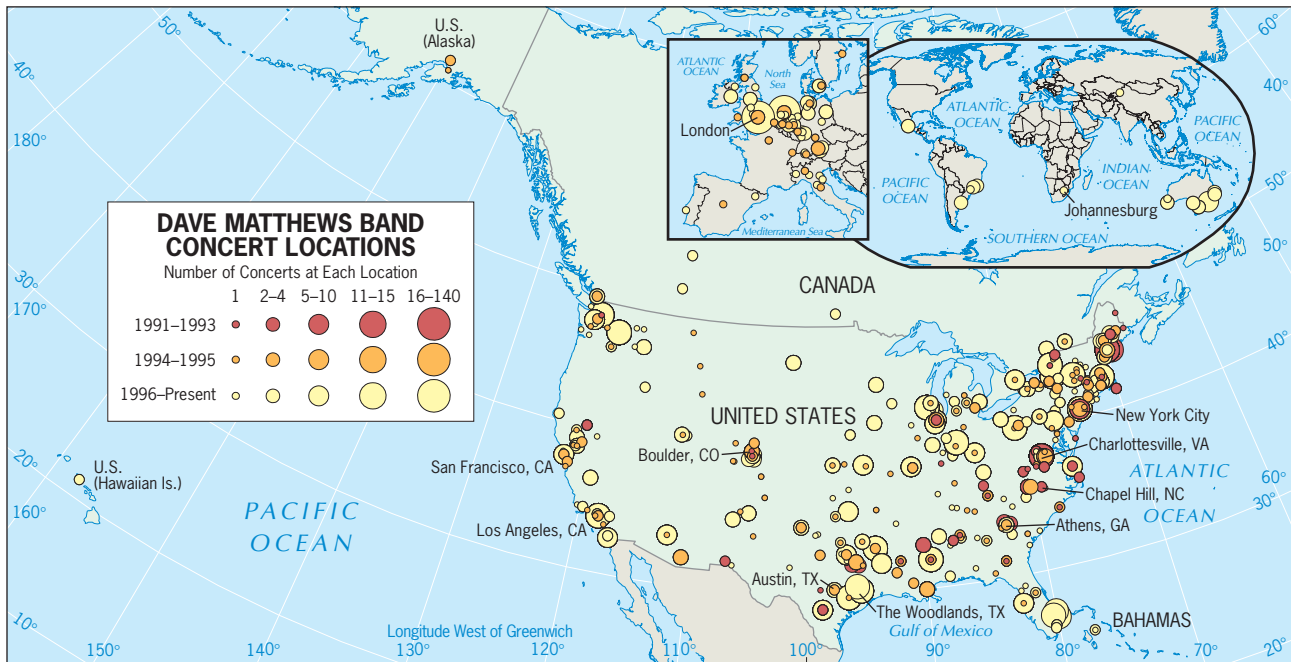 50°
40°
180°
30°
170°
20°
160°
10°
150°
140°
130°
120°
110°
100°
90°
80°
70°
20°
30°
60°
40°
50°
50°
40°
60°
U.S.
(Alaska)
DAVE MATTHEWS BAND
CONCERT LOCATIONS
Number of Concerts at Each Location
1 2–4 5–10 11–15 16–140
1991–1993
1994–1995
1996–Present
ATLANTIC
OCEAN
North
Sea
London
Mediterranean Sea
ATLANTIC
OCEAN
PACIFIC
OCEAN
PACIFIC
OCEAN
INDIAN
OCEAN
Johannesburg
SOUTHERN OCEAN
CANADA
UNITED STATES
U.S.
(Hawaiian Is.)
PACIFIC
OCEAN
San Francisco, CA
Los Angeles, CA
Boulder, CO
Austin, TX
The Woodlands, TX
Gulf of Mexico
New York City
Charlottesville, VA
ATLANTIC
OCEAN
Chapel Hill, NC
Athens, GA
BAHAMAS
Longitude West of Greenwich